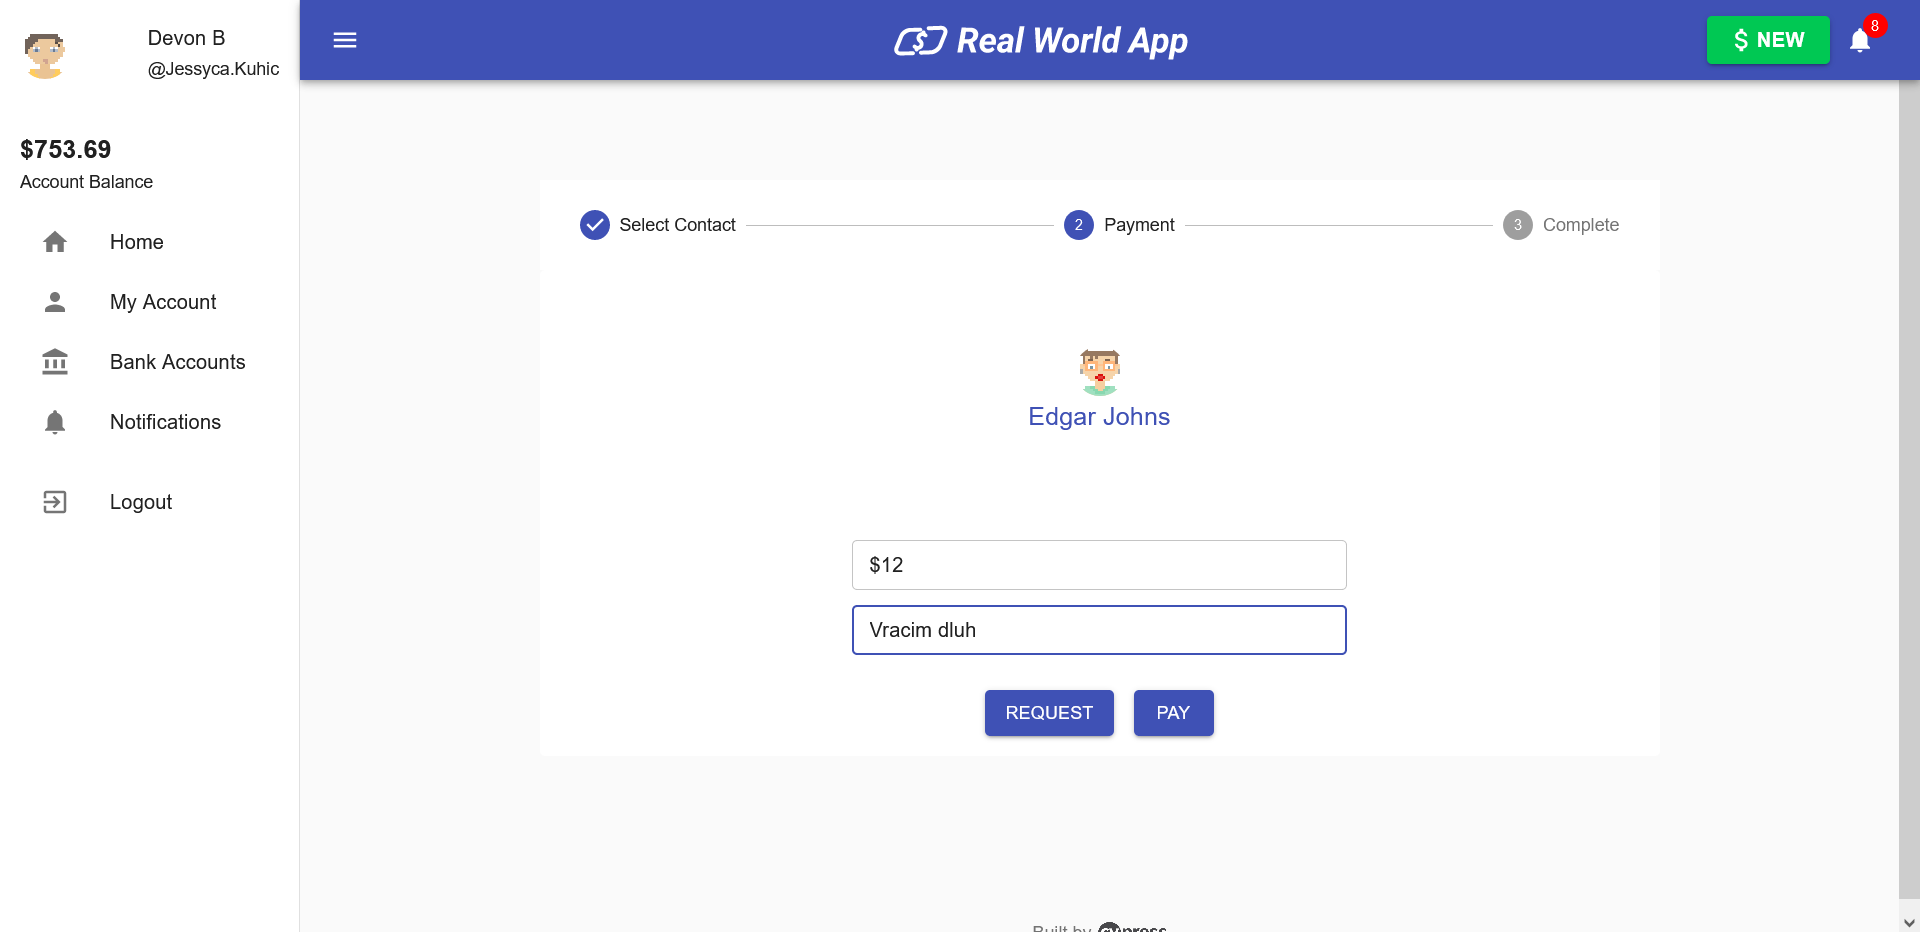 Devon B
@Jessyca.Kuhic
$753.69
Account Balance
Home
My Account
Bank Accounts
Notifications
Logout
Real World App
$ NEW
8
Select Contact
2 Payment
3 Complete
Edgar Johns
$12
Vracim dluh
REQUEST
PAY
Built by cypress